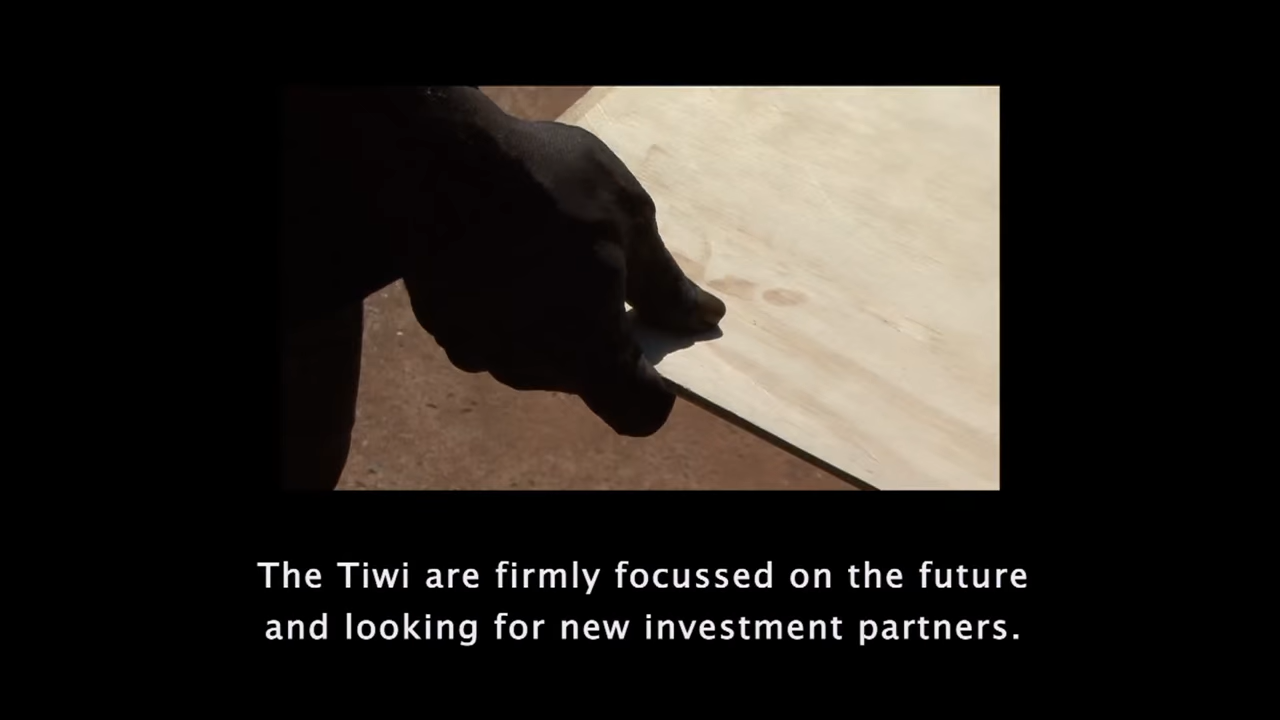 The Tiwi are firmly focussed on the future
and looking for new investment partners.